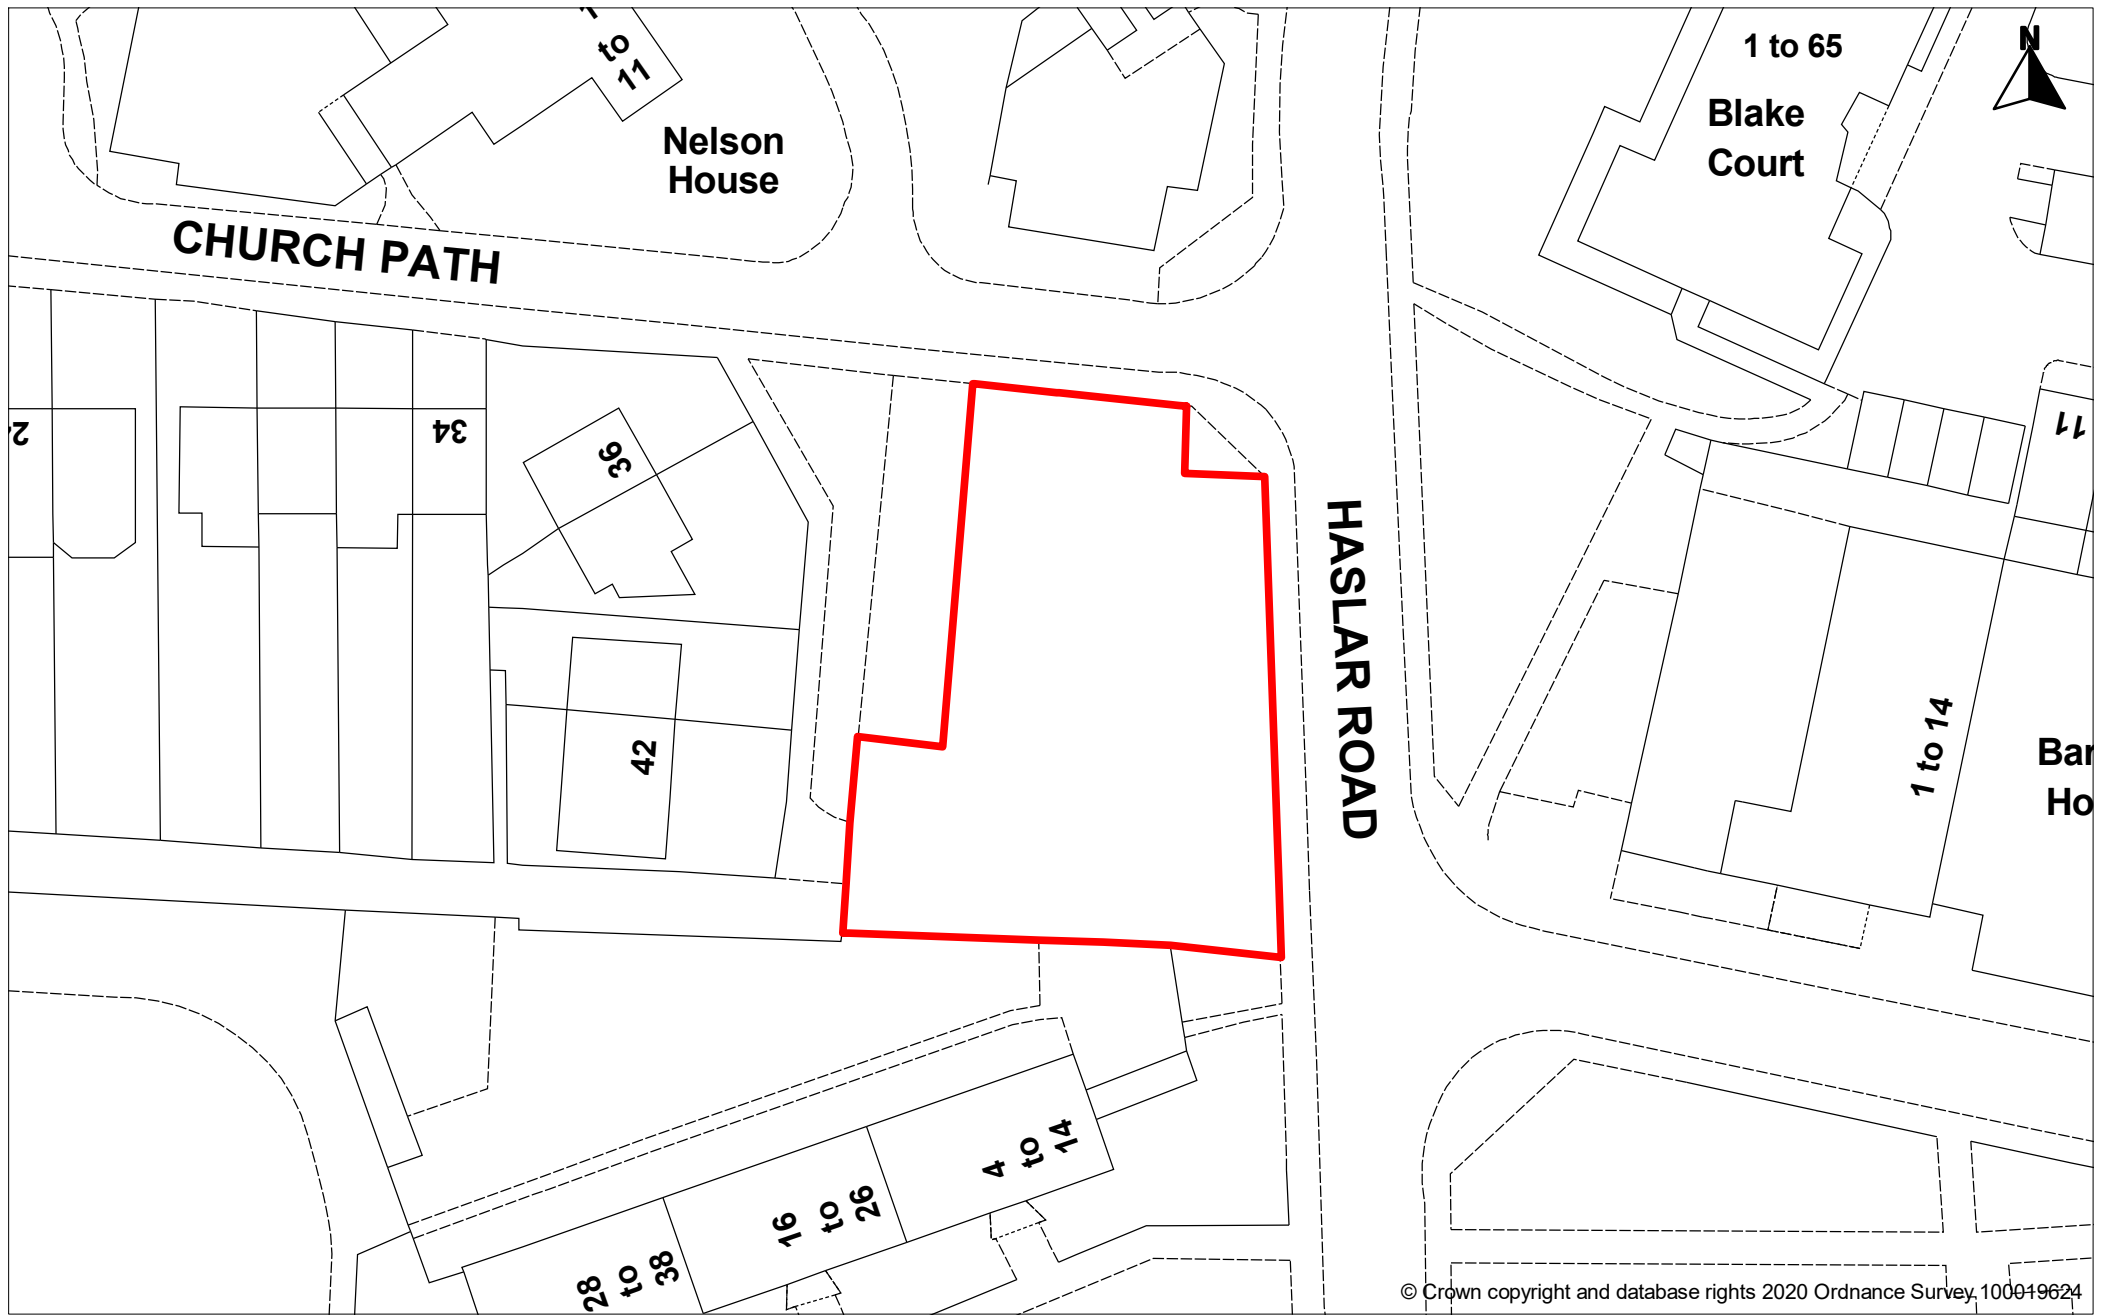 to
11
Nelson
House
1 to 65
Blake
Court
N
CHURCH PATH
34
36
42
HASLAR ROAD
11
1 to 14
4
to
14
16
to
26
28
to
38
© Crown copyright and database rights 2020 Ordnance Survey 100019624